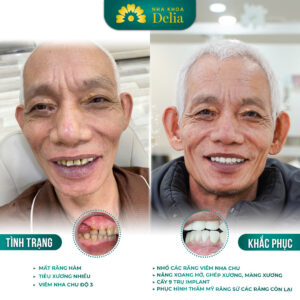 NHA KHOA
Delia
TÌNH TRẠNG
MẤT RĂNG HÀM
TIÊU XƯƠNG NHIỀU
VIÊM NHA CHU ĐỘ 3
KHẮC PHỤC
NHỔ CÁC RĂNG VIÊM NHA CHU
NÂNG XOANG HỞ, GHÉP XƯƠNG, MÀNG XƯƠNG
CẤY 9 TRỤ IMPLANT
PHỤC HÌNH THẨM MỸ RĂNG SỨ CÁC RĂNG CÒN LẠI